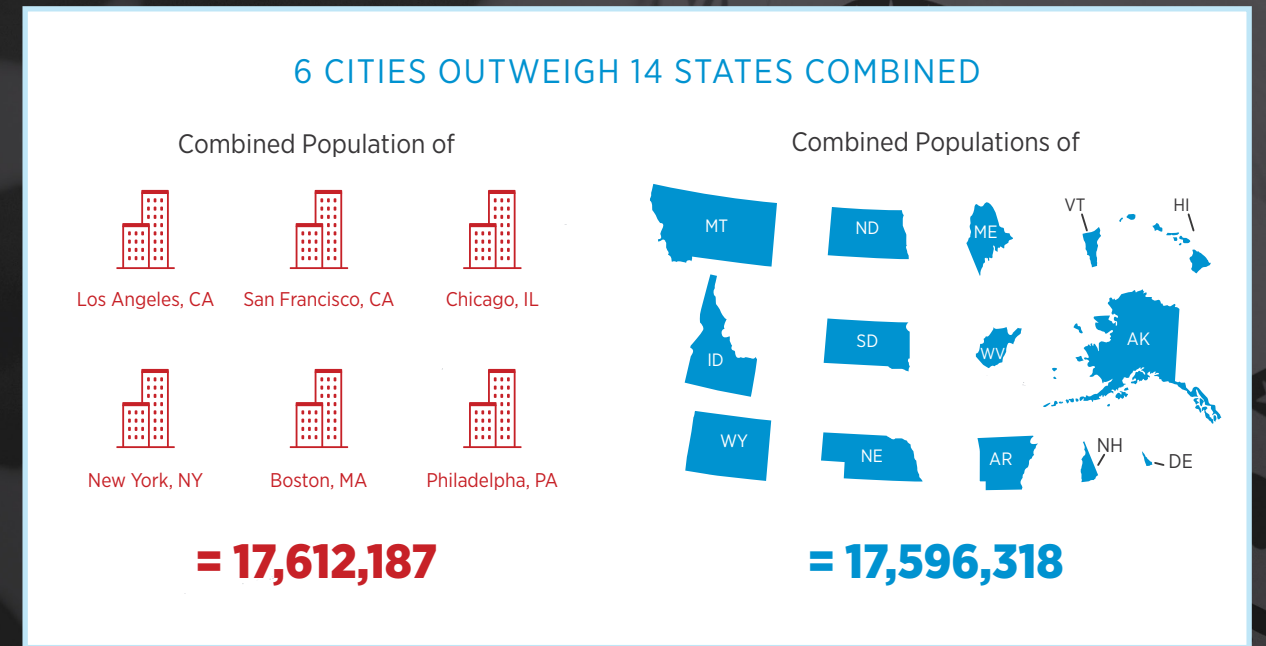 6 CITIES OUTWEIGH 14 STATES COMBINED
Combined Population of
Los Angeles, CA
San Francisco, CA
Chicago, IL
New York, NY
Boston, MA
Philadelpha, PA
= 17,612,187
Combined Populations of
MT
ND
ME
VT
HI
ID
SD
WV
AK
WY
NE
AR
NH
DE
= 17,596,318